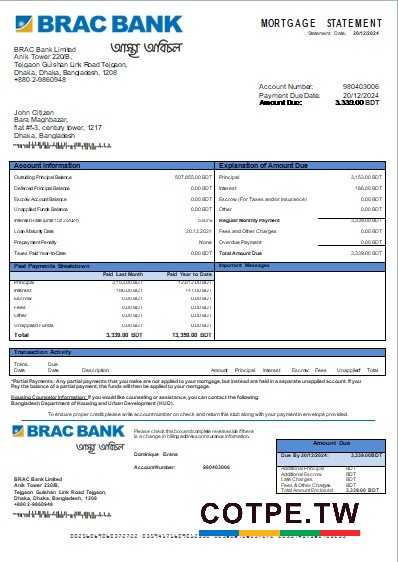 BRAC BANK
আস্থা অবিচল
MORTGAGE STATEMENT
Statement Date: 20/12/2024
BRAC Bank Limited
Anik Tower 220/B,
Tejgaon Gulshan Link Road Tejgaon,
Dhaka, Dhaka, Bangladesh, 1208
+880 2-9860948
Account Number: 980403006
Payment Due Date: 20/12/2024
Amount Due: 3,339.00 BDT
John Citizen
Bara Maghbazar,
flat #f-3, century tower, 1217
Dhaka, Bangladesh
Account Information
Outstding Principal Balance 507,655.00 BDT
Deferred Principal Balance 0.00 BDT
Escrow Account Balance 0.00 BDT
Unapplied Funds Balance 0.00 BDT
Loan Maturity Date 20.12.2024
Prepayment Penalty None
Taxes Paid Year-to-Date 0.00 BDT
Explanation of Amount Due
Principal 3,153.00 BDT
Interest 186.00 BDT
Escrow (For Taxes and/or Insurance) 0.00 BDT
Other 0.00 BDT
Regular Monthly Payment 3,339.00 BDT
Fees and Other Charges 0.00 BDT
Overdue Payment 0.00 BDT
Total Amount Due 3,339.00 BDT
Past Payments Breakdown
Paid Last Month Paid Year to Date
Principal 3,153.00 BDT 12,612.00 BDT
Interest 186.00 BDT 747.00 BDT
Escrow 0.00 BDT 0.00 BDT
Fees 0.00 BDT 0.00 BDT
Other 0.00 BDT 0.00 BDT
Unapplied Funds 0.00 BDT 0.00 BDT
Total 3,339.00 BDT 13,359.00 BDT
Important Messages
Transaction Activity
Trans. Date Due Date Description Amount Principal Interest Escrow Fees Unapplied Total
*Partial Payments: Any partial payments that you make are not applied to your mortgage, but instead are held in a separate unapplied account. If you
Pay the balance of a partial payment, the funds will then be applied to your mortgage.
Housing Counselor Information: If you would like counseling or assistance, you can contact the following:
Bangladesh Department of Housing and Urban Development (HUD).
To ensure proper credit please write account number on check and return this stub along with your payment in envelope provided.
BRAC BANK
আস্থা অবিচল
Please check this box and complete reverse side if there
is a change in billing address or insurance information.
Dominique Evans
Account Number: 980403006
Amount Due
Due By 20/12/2024: 3,339.00BDT
Additional Principal BDT
Additional Escrow BDT
Late Charges BDT
Fees & Other Charges BDT
Total Amount Enclosed 3,339.00 BDT
BRAC Bank Limited
Anik Tower 220/B,
Tejgaon Gulshan Link Road Tejgaon,
Dhaka, Dhaka, Bangladesh, 1208
+880 2-9860948
COTPE.TW